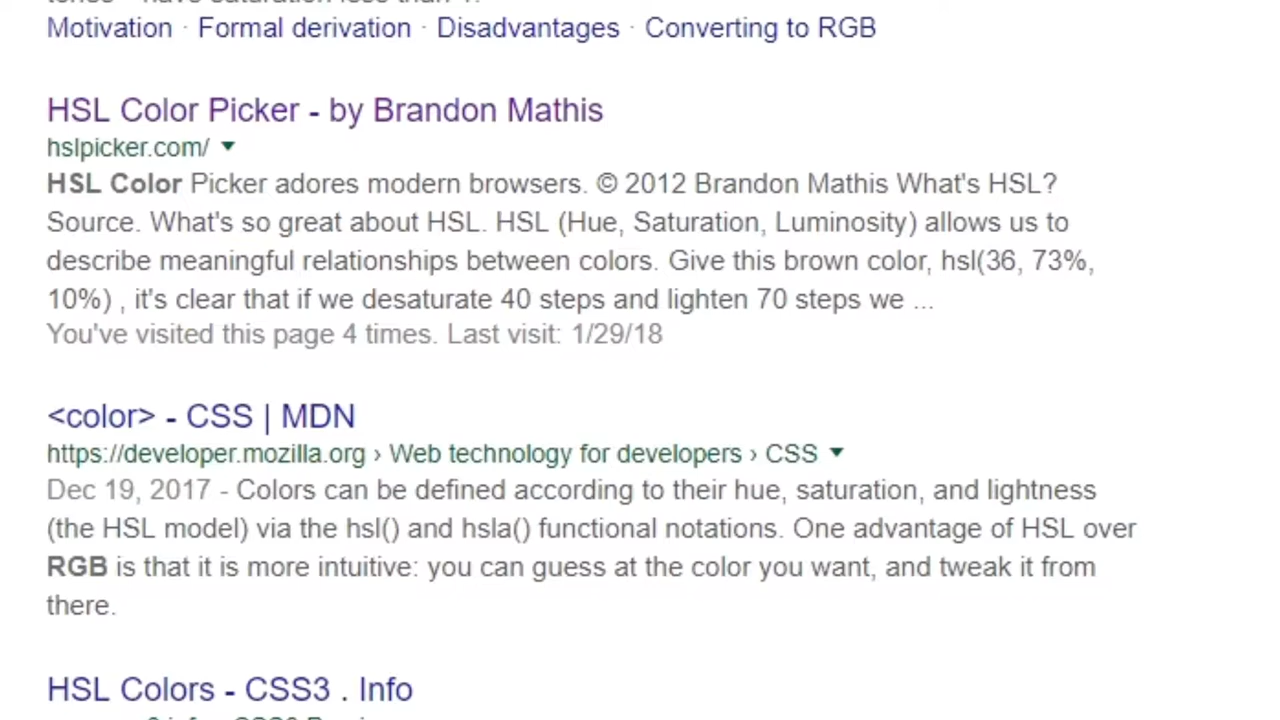 Motivation · Formal derivation · Disadvantages · Converting to RGB
HSL Color Picker - by Brandon Mathis
hslpicker.com/
HSL Color Picker adores modern browsers. © 2012 Brandon Mathis What's HSL?
Source. What's so great about HSL. HSL (Hue, Saturation, Luminosity) allows us to
describe meaningful relationships between colors. Give this brown color, hsl(36, 73%,
10%) , it's clear that if we desaturate 40 steps and lighten 70 steps we ...
You've visited this page 4 times. Last visit: 1/29/18
<color> - CSS | MDN
https://developer.mozilla.org › Web technology for developers › CSS
Dec 19, 2017 - Colors can be defined according to their hue, saturation, and lightness
(the HSL model) via the hsl() and hsla() functional notations. One advantage of HSL over
RGB is that it is more intuitive: you can guess at the color you want, and tweak it from
there.
HSL Colors - CSS3 . Info